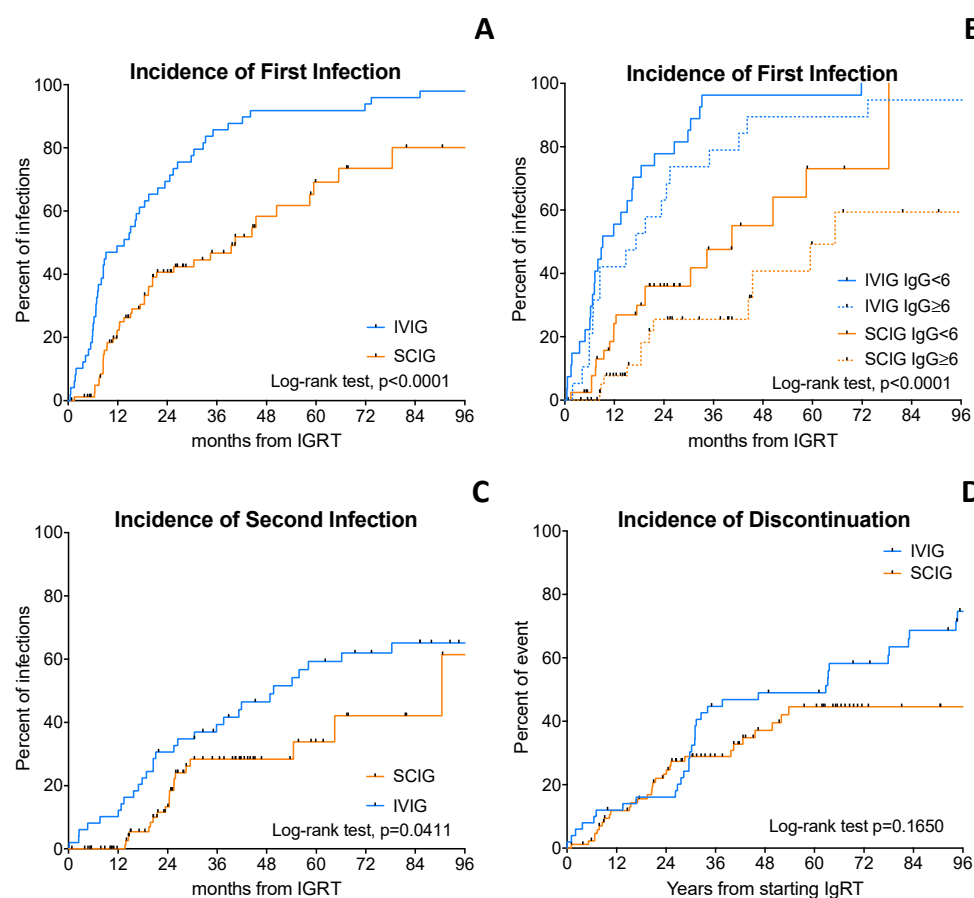 A
Incidence of First Infection
100
80
60
40
20
0
Percent of infections
IVIG
SCIG
Log-rank test, p<0.0001
0 12 24 36 48 60 72 84 96
months from IGRT
B
Incidence of First Infection
100
80
60
40
20
0
Percent of infections
IVIG IgG<6
IVIG IgG≥6
SCIG IgG<6
SCIG IgG≥6
Log-rank test, p<0.0001
0 12 24 36 48 60 72 84 96
months from IGRT
C
Incidence of Second Infection
100
80
60
40
20
0
Percent of infections
SCIG
IVIG
Log-rank test, p=0.0411
0 12 24 36 48 60 72 84 96
months from IGRT
D
Incidence of Discontinuation
100
80
60
40
20
0
Percent of event
IVIG
SCIG
Log-rank test p=0.1650
0 12 24 36 48 60 72 84 96
Years from starting IgRT